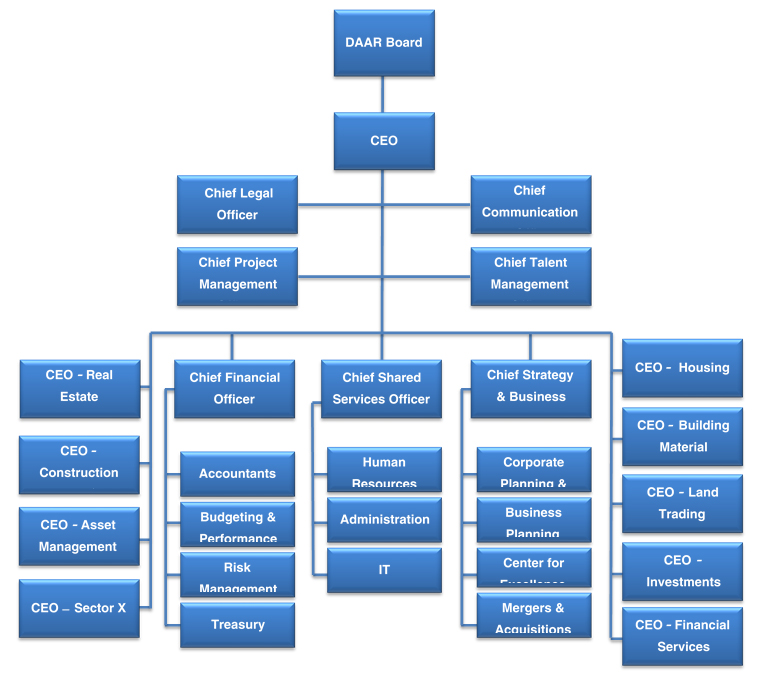 DAAR Board
CEO
Chief Legal
Officer
Chief
Communication
Chief Project
Management
Chief Talent
Management
CEO - Real
Estate
CEO -
Construction
CEO - Asset
Management
CEO – Sector X
Chief Financial
Officer
Accountants
Budgeting &
Performance
Risk
Management
Treasury
Chief Shared
Services Officer
Human
Resources
Administration
IT
Chief Strategy
& Business
Corporate
Planning &
Business
Planning
Center for
Excellence
Mergers &
Acquisitions
CEO - Housing
CEO - Building
Material
CEO - Land
Trading
CEO -
Investments
CEO - Financial
Services